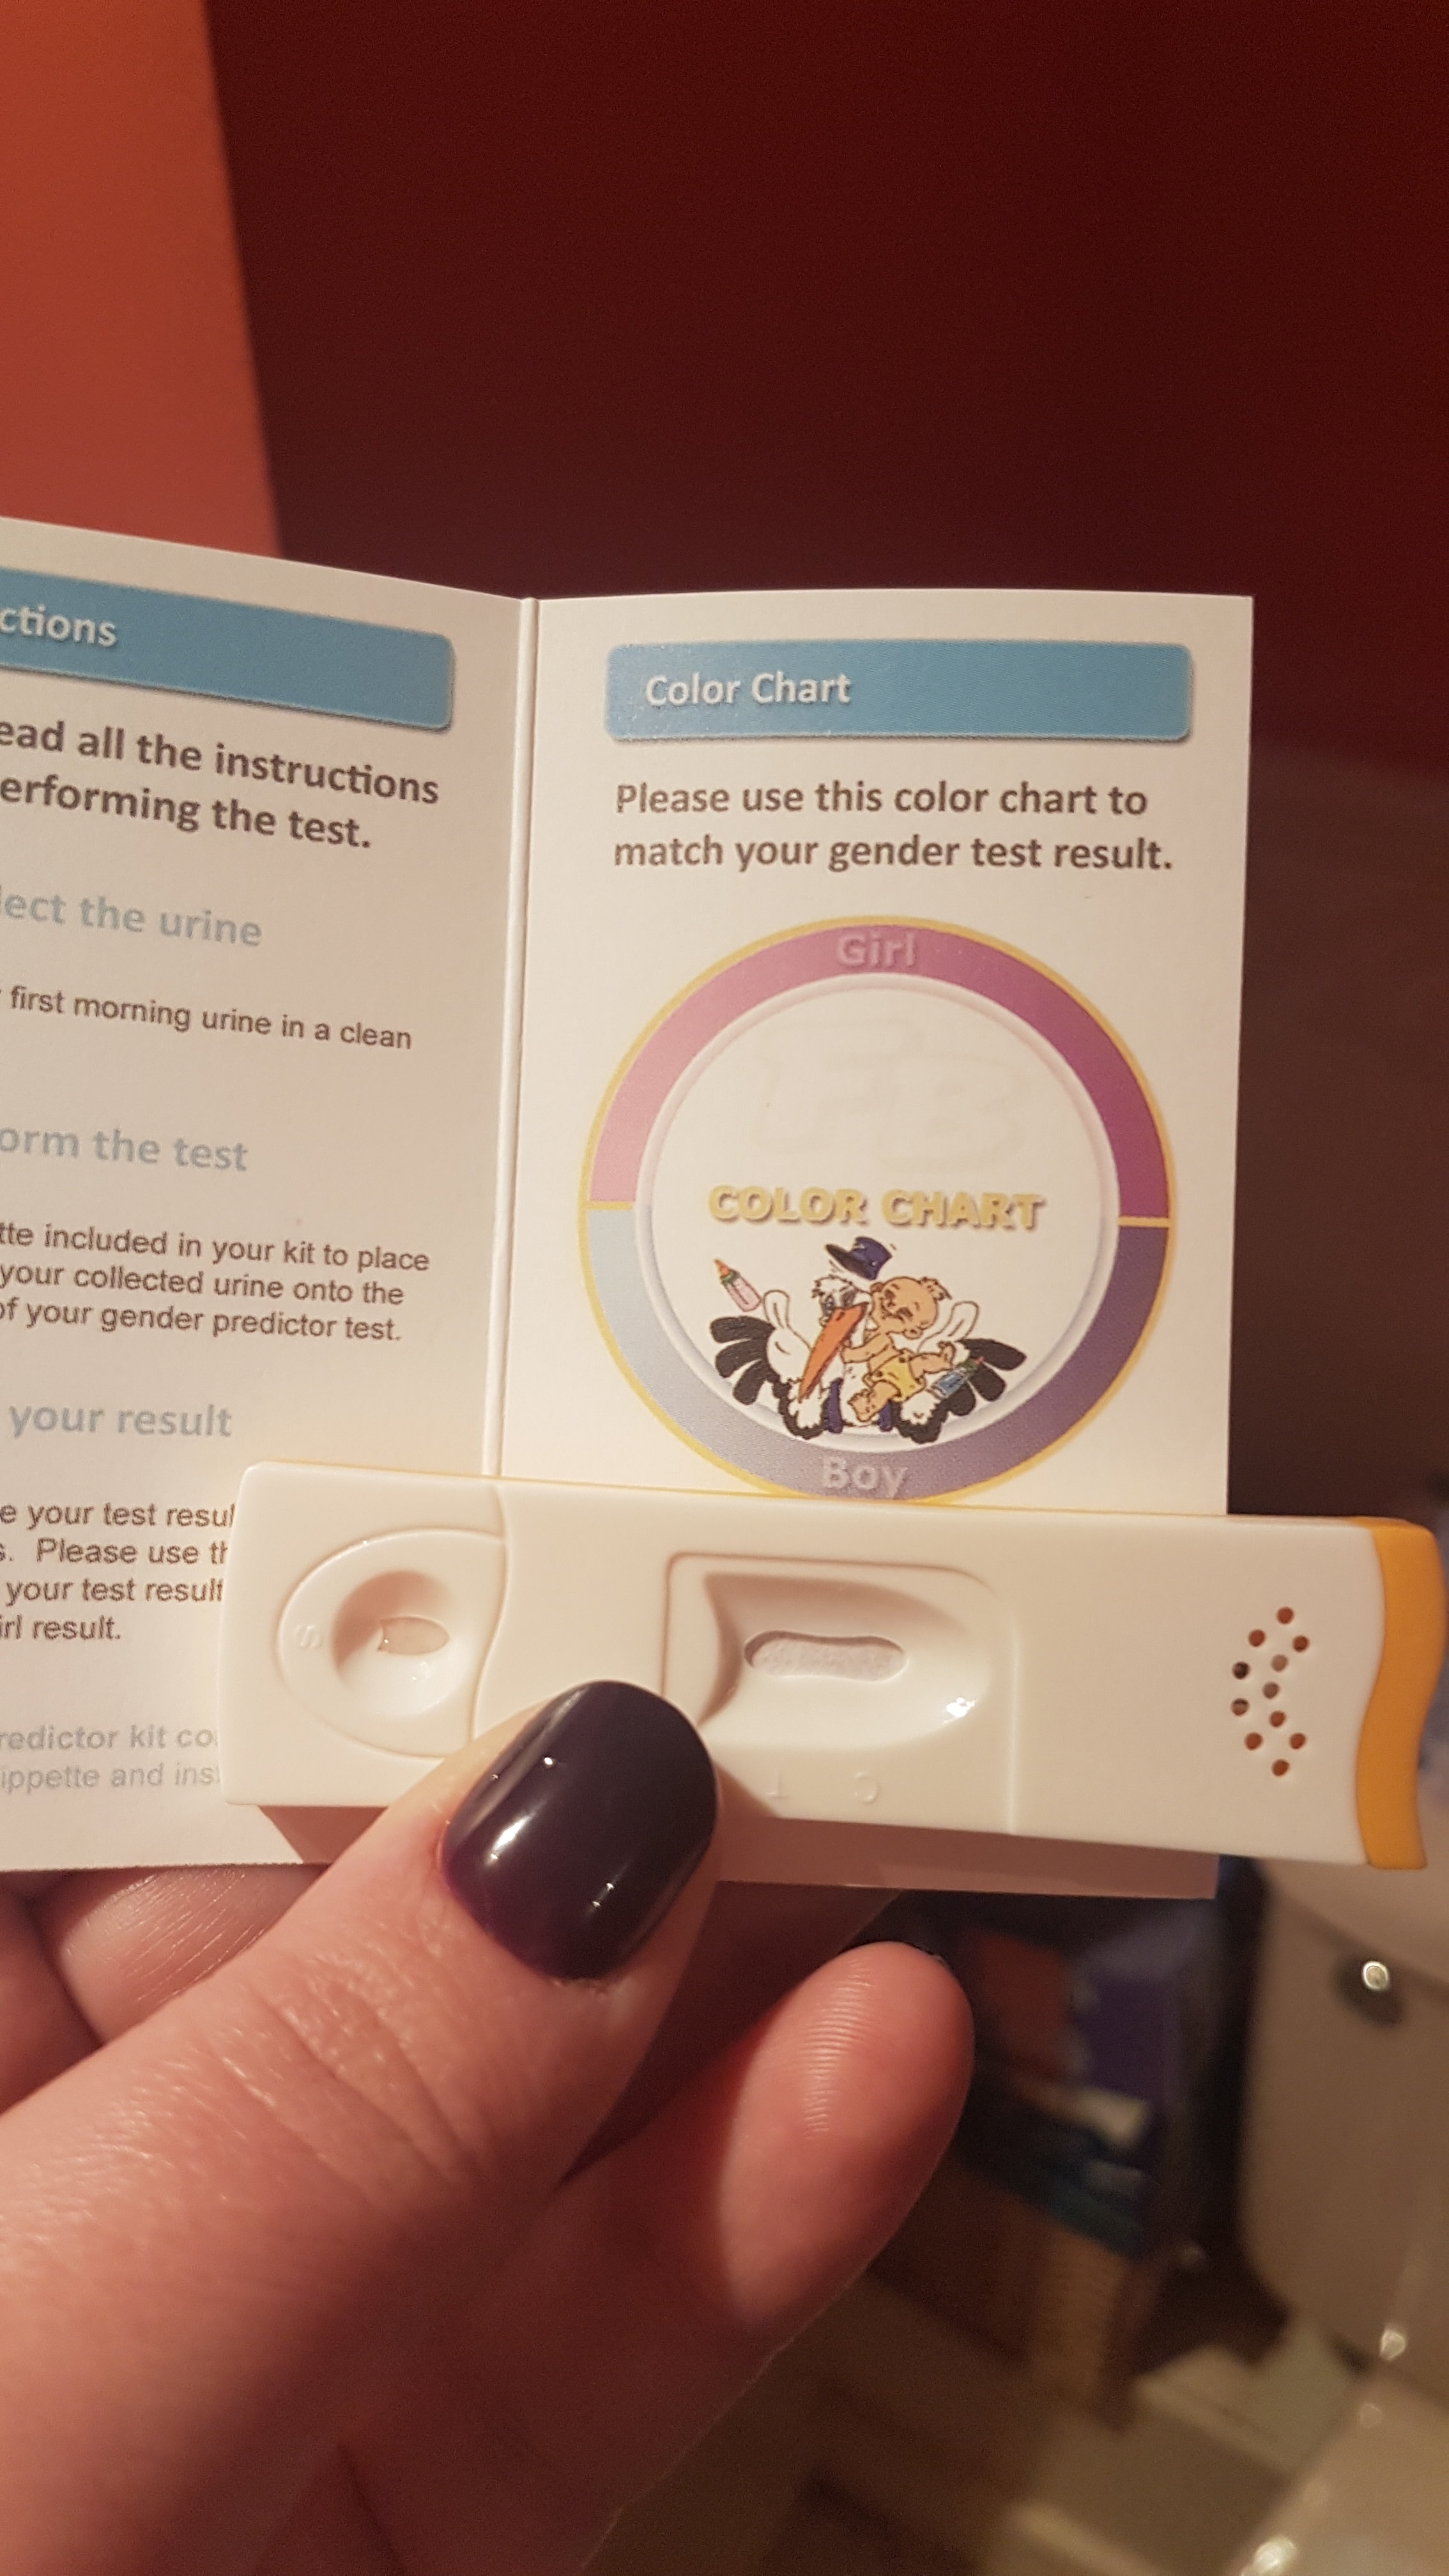 ctions
ead all the instructions
erforming the test.
lect the urine
first morning urine in a clean
orm the test
tte included in your kit to place
your collected urine onto the
of your gender predictor test.
your result
e your test resul
s. Please use th
your test result
irl result.
redictor kit co
ippette and ins
Color Chart
Please use this color chart to
match your gender test result.
Girl
COLOR CHART
Boy
S
T C